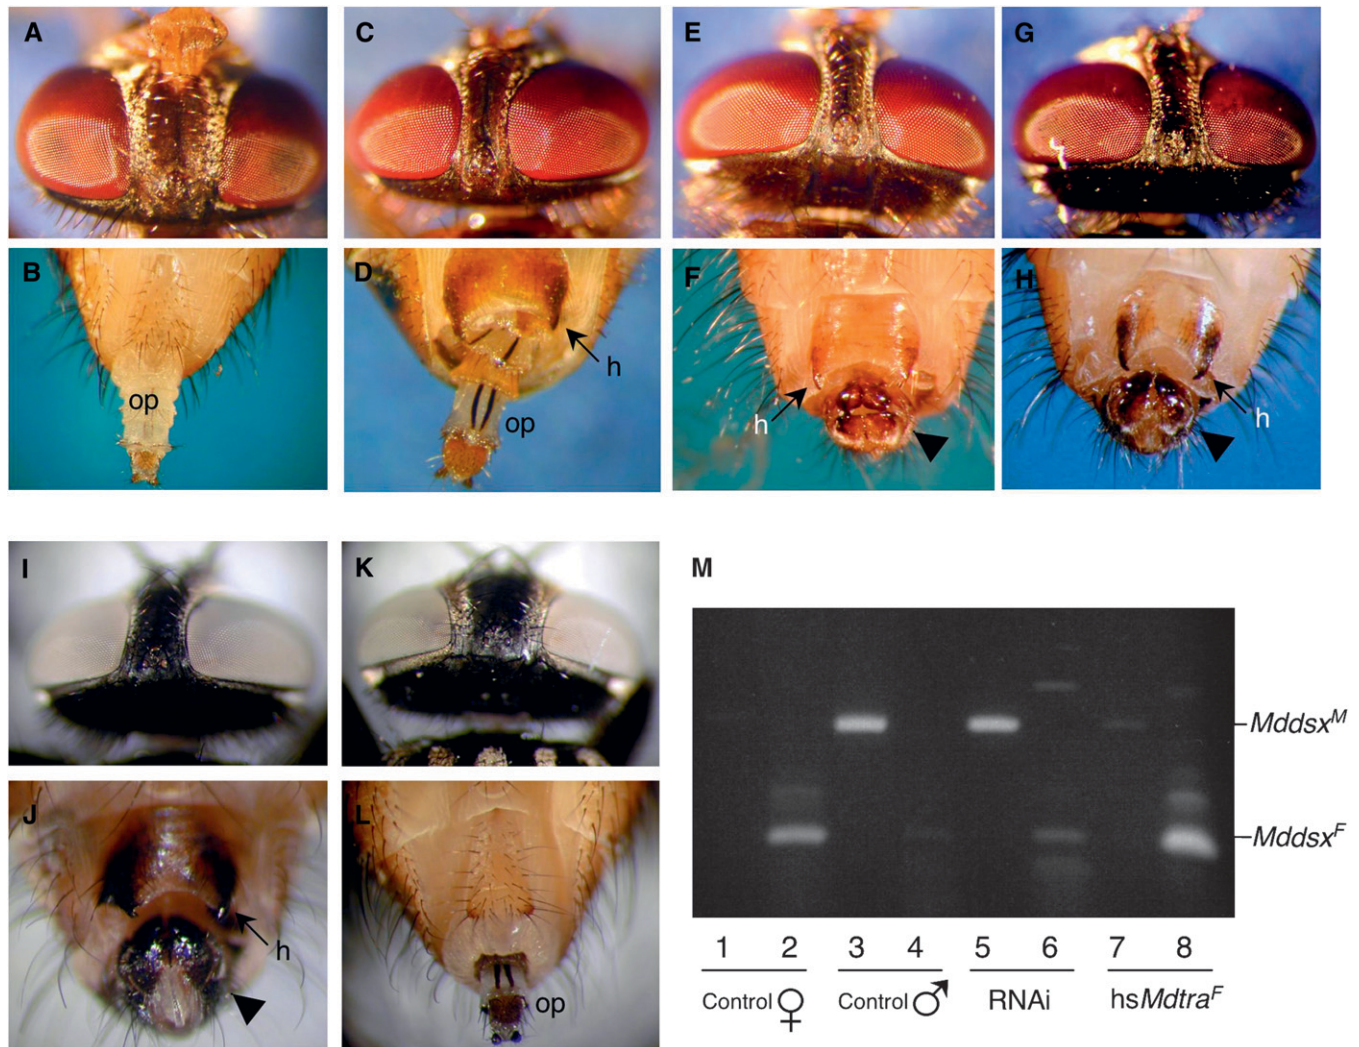 A C E G
B D F H
op h op h h
I K
J L
h op
M
MddsxM
MddsxF
1 2 3 4 5 6 7 8
Control ♀ Control ♂ RNAi hsMdtraF